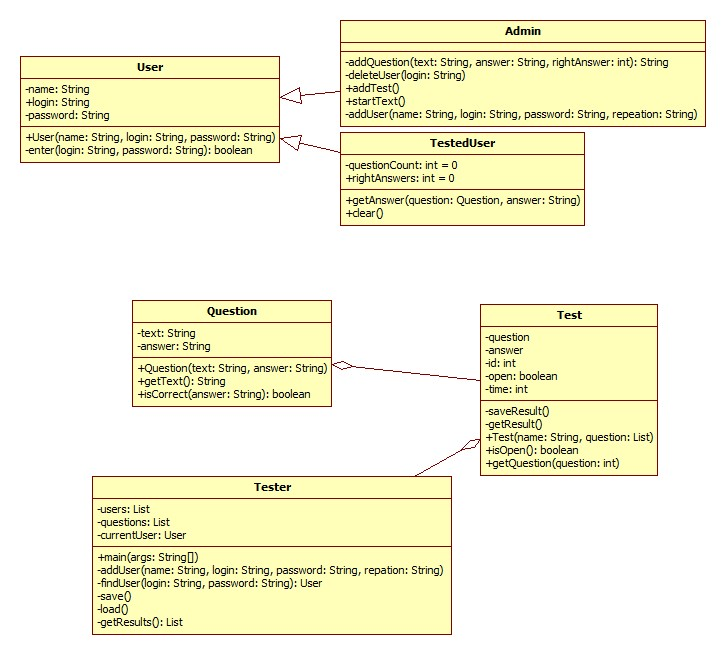 User
-name: String
+login: String
-password: String
+User(name: String, login: String, password: String)
-enter(login: String, password: String): boolean
Admin
-addQuestion(text: String, answer: String, rightAnswer: int): String
-deleteUser(login: String)
+addTest()
+startText()
-addUser(name: String, login: String, password: String, repeation: String)
TestedUser
-questionCount: int = 0
+rightAnswers: int = 0
+getAnswer(question: Question, answer: String)
+clear()
Question
-text: String
-answer: String
+Question(text: String, answer: String)
+getText(): String
+isCorrect(answer: String): boolean
Test
-question
-answer
-id: int
-open: boolean
-time: int
-saveResult()
-getResult()
+Test(name: String, question: List)
+isOpen(): boolean
+getQuestion(question: int)
Tester
-users: List
-questions: List
-currentUser: User
+main(args: String[])
-addUser(name: String, login: String, password: String, repation: String)
-findUser(login: String, password: String): User
-save()
-load()
-getResults(): List